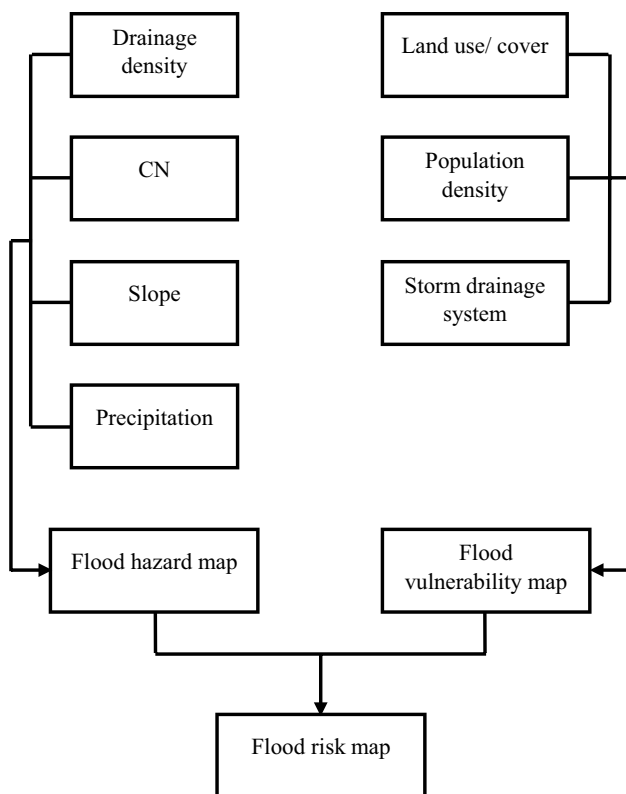 Drainage
density
CN
Slope
Precipitation
Land use/ cover
Population
density
Storm drainage
system
Flood hazard map
Flood
vulnerability map
Flood risk map